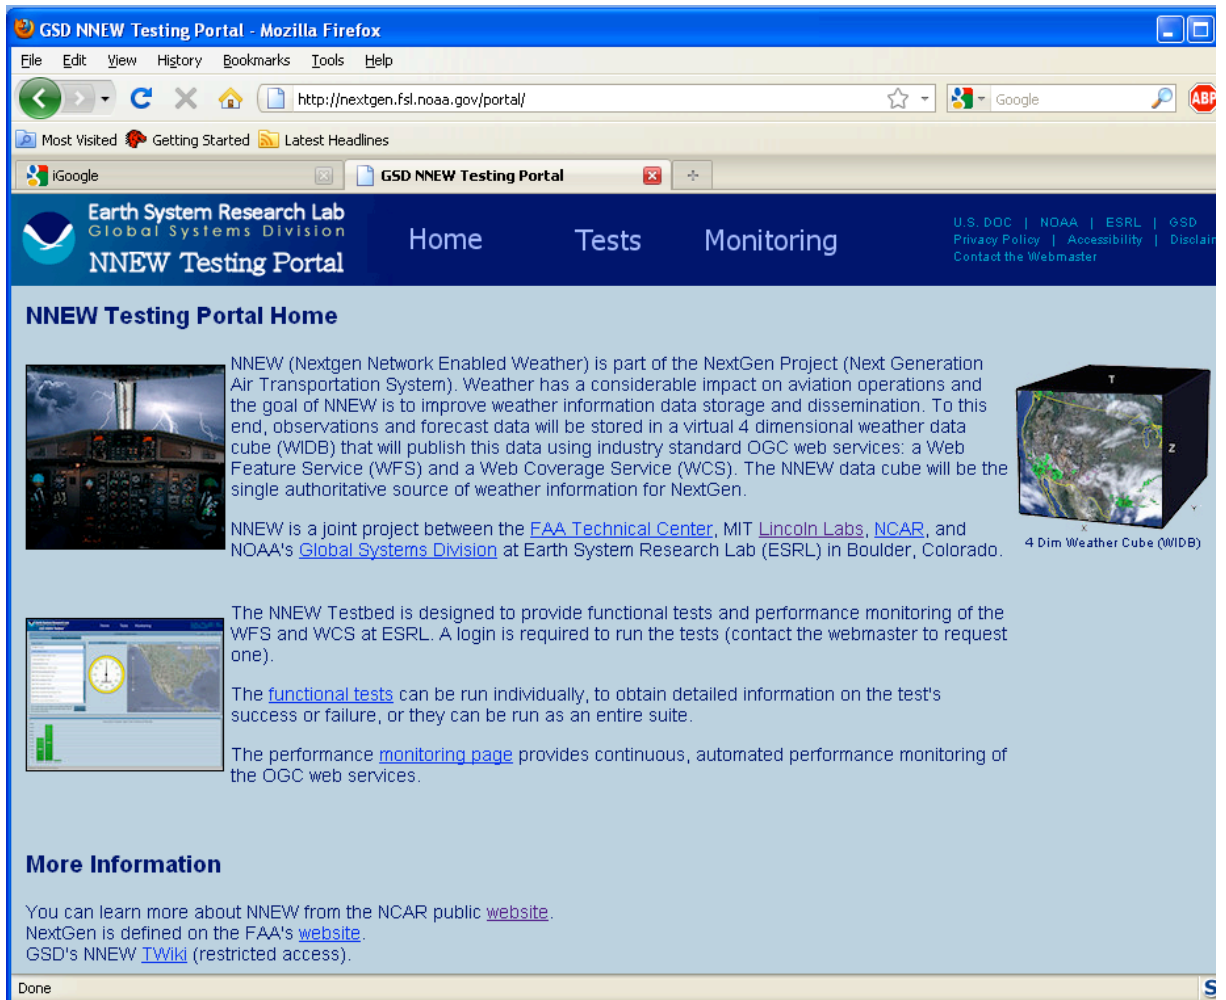 GSD NNEW Testing Portal - Mozilla Firefox
File Edit View History Bookmarks Tools Help
http://nextgen.fsl.noaa.gov/portal/ Google ABP
Most Visited Getting Started Latest Headlines
iGoogle GSD NNEW Testing Portal
Earth System Research Lab
Global Systems Division
NNEW Testing Portal
Home Tests Monitoring
U.S. DOC | NOAA | ESRL | GSD
Privacy Policy | Accessibility | Disclaim
Contact the Webmaster
NNEW Testing Portal Home
NNEW (Nextgen Network Enabled Weather) is part of the NextGen Project (Next Generation
Air Transportation System). Weather has a considerable impact on aviation operations and
the goal of NNEW is to improve weather information data storage and dissemination. To this
end, observations and forecast data will be stored in a virtual 4 dimensional weather data
cube (WIDB) that will publish this data using industry standard OGC web services: a Web
Feature Service (WFS) and a Web Coverage Service (WCS). The NNEW data cube will be the
single authoritative source of weather information for NextGen.
NNEW is a joint project between the FAA Technical Center, MIT Lincoln Labs, NCAR, and
NOAA's Global Systems Division at Earth System Research Lab (ESRL) in Boulder, Colorado.
T
Z
X
Y
4 Dim Weather Cube (WIDB)
The NNEW Testbed is designed to provide functional tests and performance monitoring of the
WFS and WCS at ESRL. A login is required to run the tests (contact the webmaster to request
one).
The functional tests can be run individually, to obtain detailed information on the test's
success or failure, or they can be run as an entire suite.
The performance monitoring page provides continuous, automated performance monitoring of
the OGC web services.
More Information
You can learn more about NNEW from the NCAR public website.
NextGen is defined on the FAA's website.
GSD's NNEW TWiki (restricted access).
Done
S